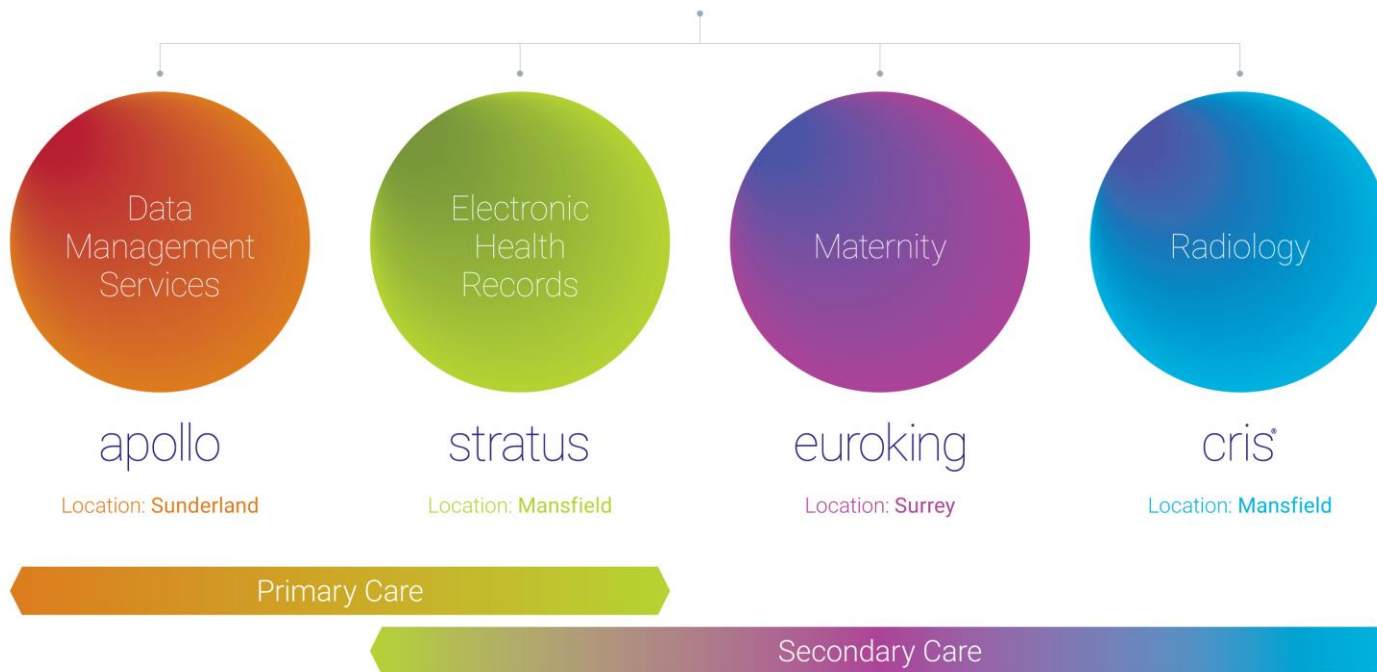 Data
Management
Services
Electronic
Health
Records
Maternity
Radiology
apollo
stratus
euroking
cris®
Location: Sunderland
Location: Mansfield
Location: Surrey
Location: Mansfield
Primary Care
Secondary Care